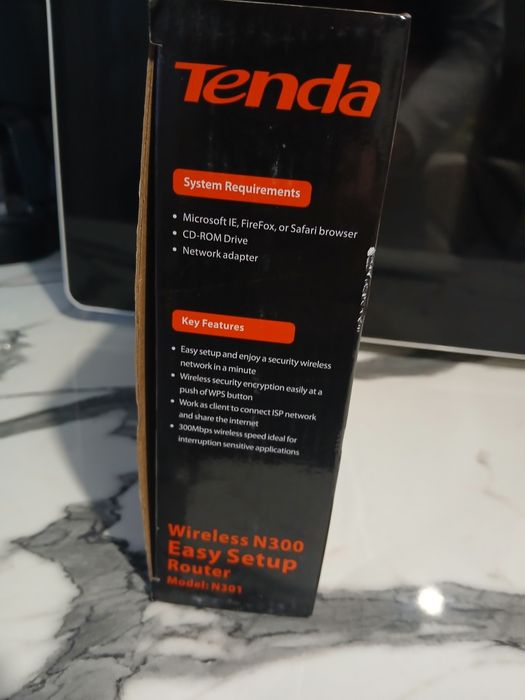 Tenda
System Requirements
• Microsoft IE, FireFox, or Safari browser
• CD-ROM Drive
• Network adapter
Key Features
• Easy setup and enjoy a security wireless
network in a minute
• Wireless security encryption easily at a
push of WPS button
• Work as client to connect ISP network
and share the internet
• 300Mbps wireless speed ideal for
interruption sensitive applications
Wireless N300
Easy Setup
Router
Model: N301